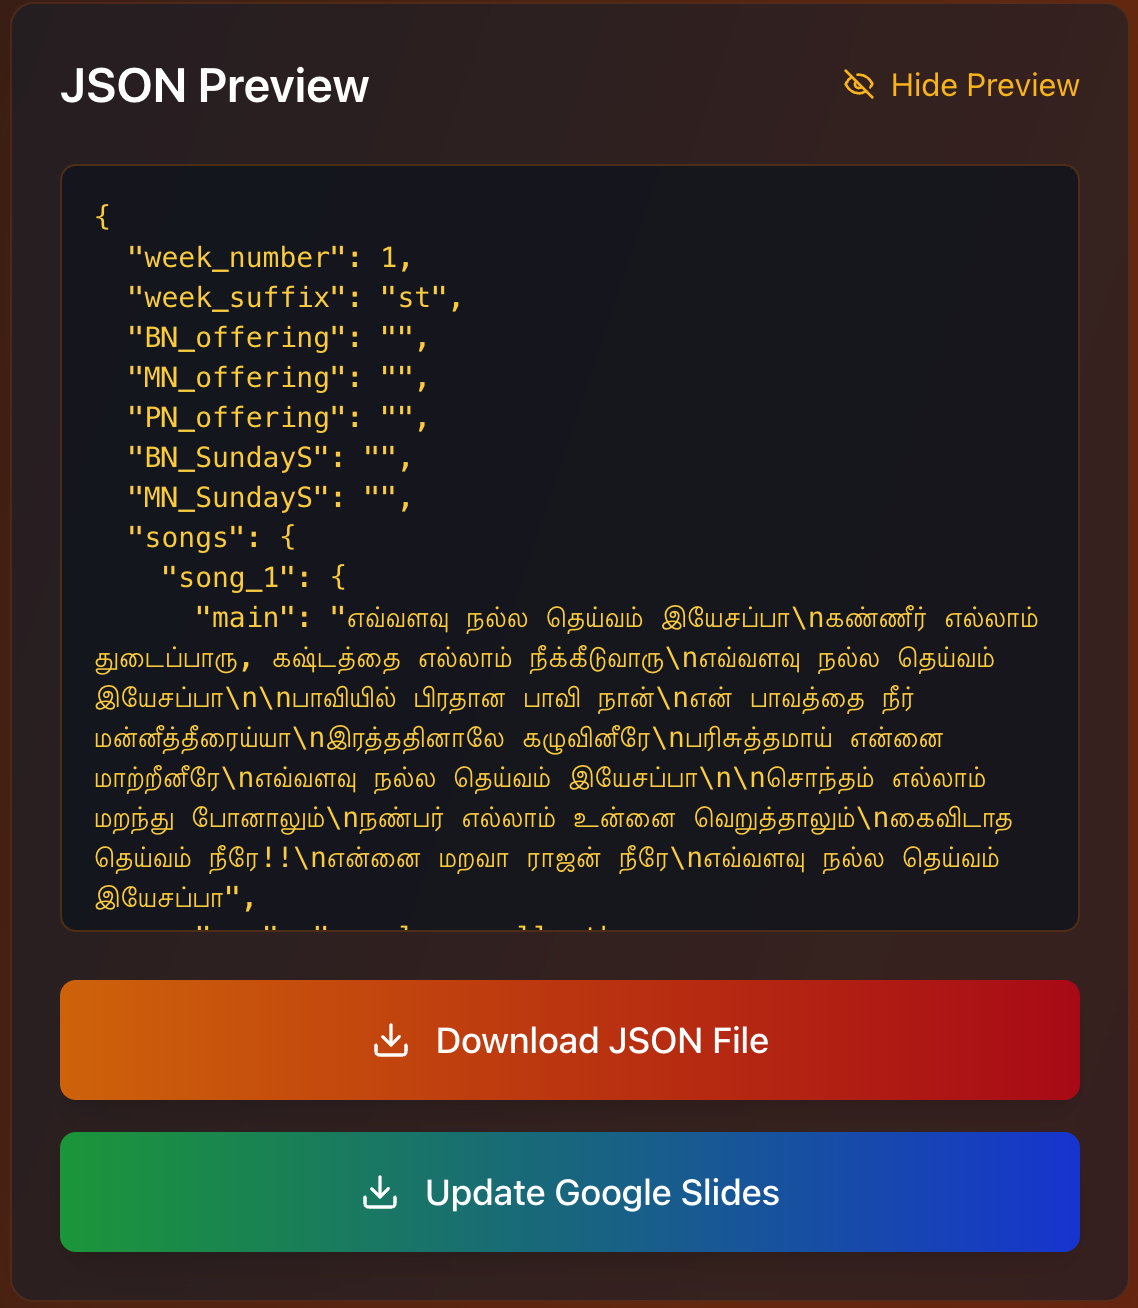 JSON Preview
Hide Preview
{
"week_number": 1,
"week_suffix": "st",
"BN_offering": "",
"MN_offering": "",
"PN_offering": "",
"BN_SundayS": "",
"MN_SundayS": "",
"songs": {
"song_1": {
"main": "எவ்வளவு நல்ல தெய்வம் இயேசப்பா\nகண்ணீர் எல்லாம்
துடைப்பாரு, கஷ்டத்தை எல்லாம் நீக்கீடுவாரு\nஎவ்வளவு நல்ல தெய்வம்
இயேசப்பா\n\nபாவியில் பிரதான பாவி நான்\nஎன் பாவத்தை நீர்
மன்னீத்தீரைய்யா\nஇரத்ததினாலே கழுவினீரே\nபரிசுத்தமாய் என்னை
மாற்றீனீரே\nஎவ்வளவு நல்ல தெய்வம் இயேசப்பா\n\nசொந்தம் எல்லாம்
மறந்து போனாலும்\nநண்பர் எல்லாம் உன்னை வெறுத்தாலும்\nகைவிடாத
தெய்வம் நீரே!!\nஎன்னை மறவா ராஜன் நீரே\nஎவ்வளவு நல்ல தெய்வம்
இயேசப்பா",
Download JSON File
Update Google Slides